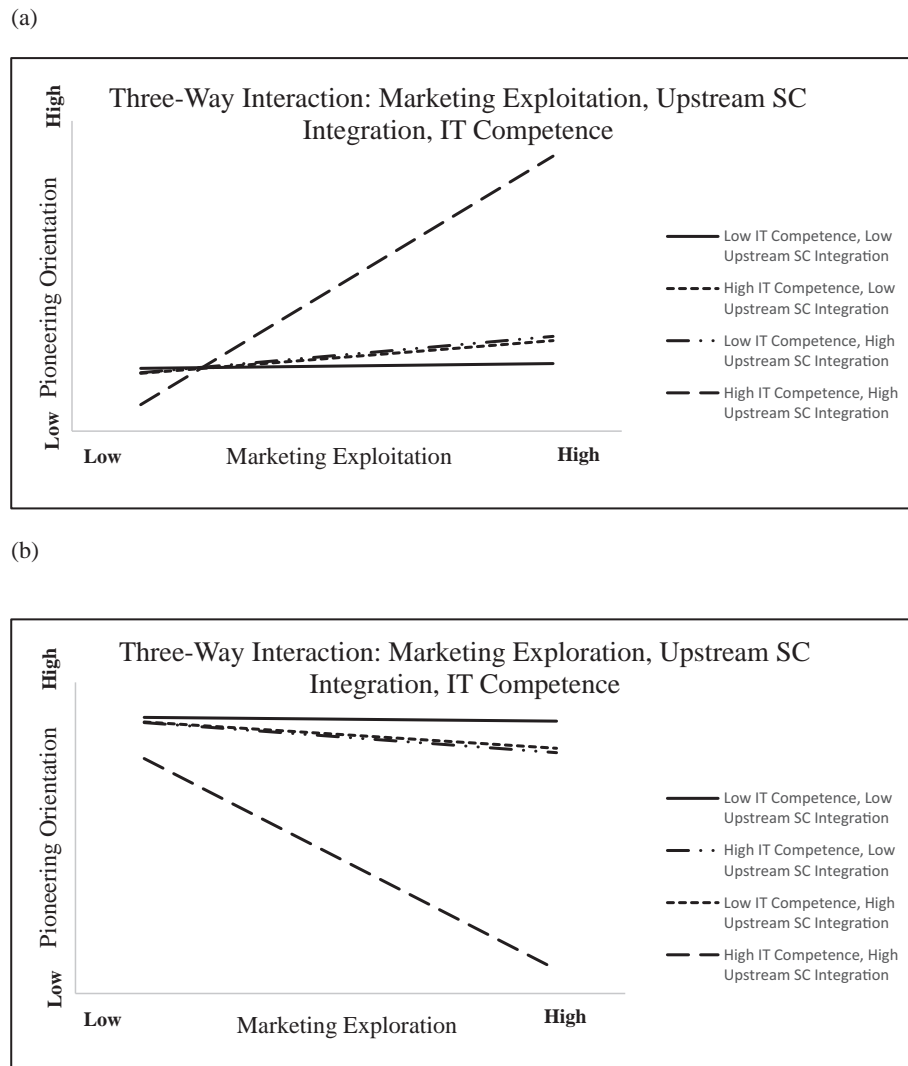 (a)
Three-Way Interaction: Marketing Exploitation, Upstream SC
Integration, IT Competence
High
Pioneering Orientation
Low
Low
Marketing Exploitation
High
Low IT Competence, Low
Upstream SC Integration
High IT Competence, Low
Upstream SC Integration
Low IT Competence, High
Upstream SC Integration
High IT Competence, High
Upstream SC Integration
(b)
Three-Way Interaction: Marketing Exploration, Upstream SC
Integration, IT Competence
High
Pioneering Orientation
Low
Low
Marketing Exploration
High
Low IT Competence, Low
Upstream SC Integration
High IT Competence, Low
Upstream SC Integration
Low IT Competence, High
Upstream SC Integration
High IT Competence, High
Upstream SC Integration